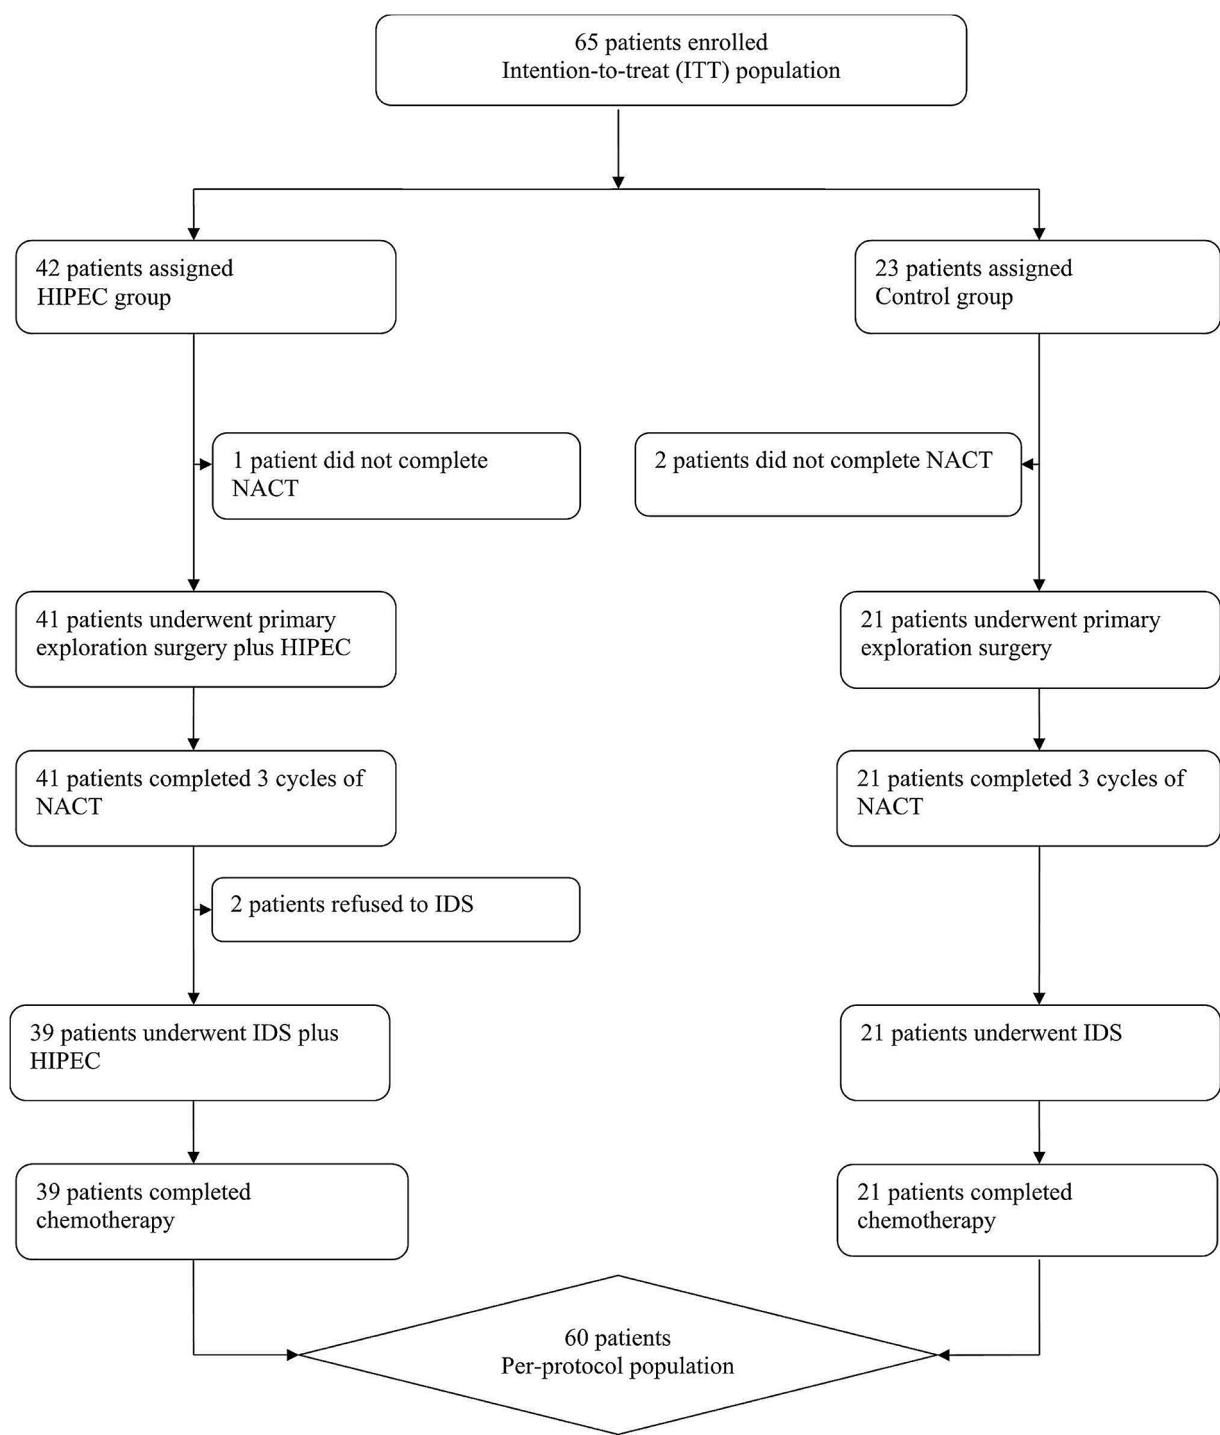 65 patients enrolled
Intention-to-treat (ITT) population
42 patients assigned
HIPEC group
23 patients assigned
Control group
1 patient did not complete
NACT
2 patients did not complete NACT
41 patients underwent primary
exploration surgery plus HIPEC
21 patients underwent primary
exploration surgery
41 patients completed 3 cycles of
NACT
21 patients completed 3 cycles of
NACT
2 patients refused to IDS
39 patients underwent IDS plus
HIPEC
21 patients underwent IDS
39 patients completed
chemotherapy
21 patients completed
chemotherapy
60 patients
Per-protocol population